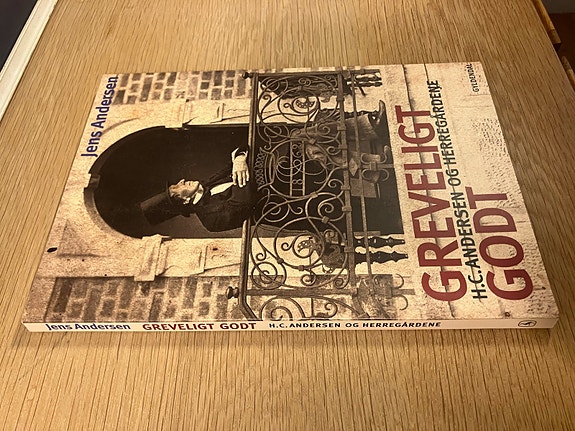 Jens Andersen
GREVELIGT
H.C. ANDERSEN OG HERREGÅRDENE
GODT
GYLDENDAL
Jens Andersen GREVELIGT GODT H.C. ANDERSEN OG HERREGÅRDENE